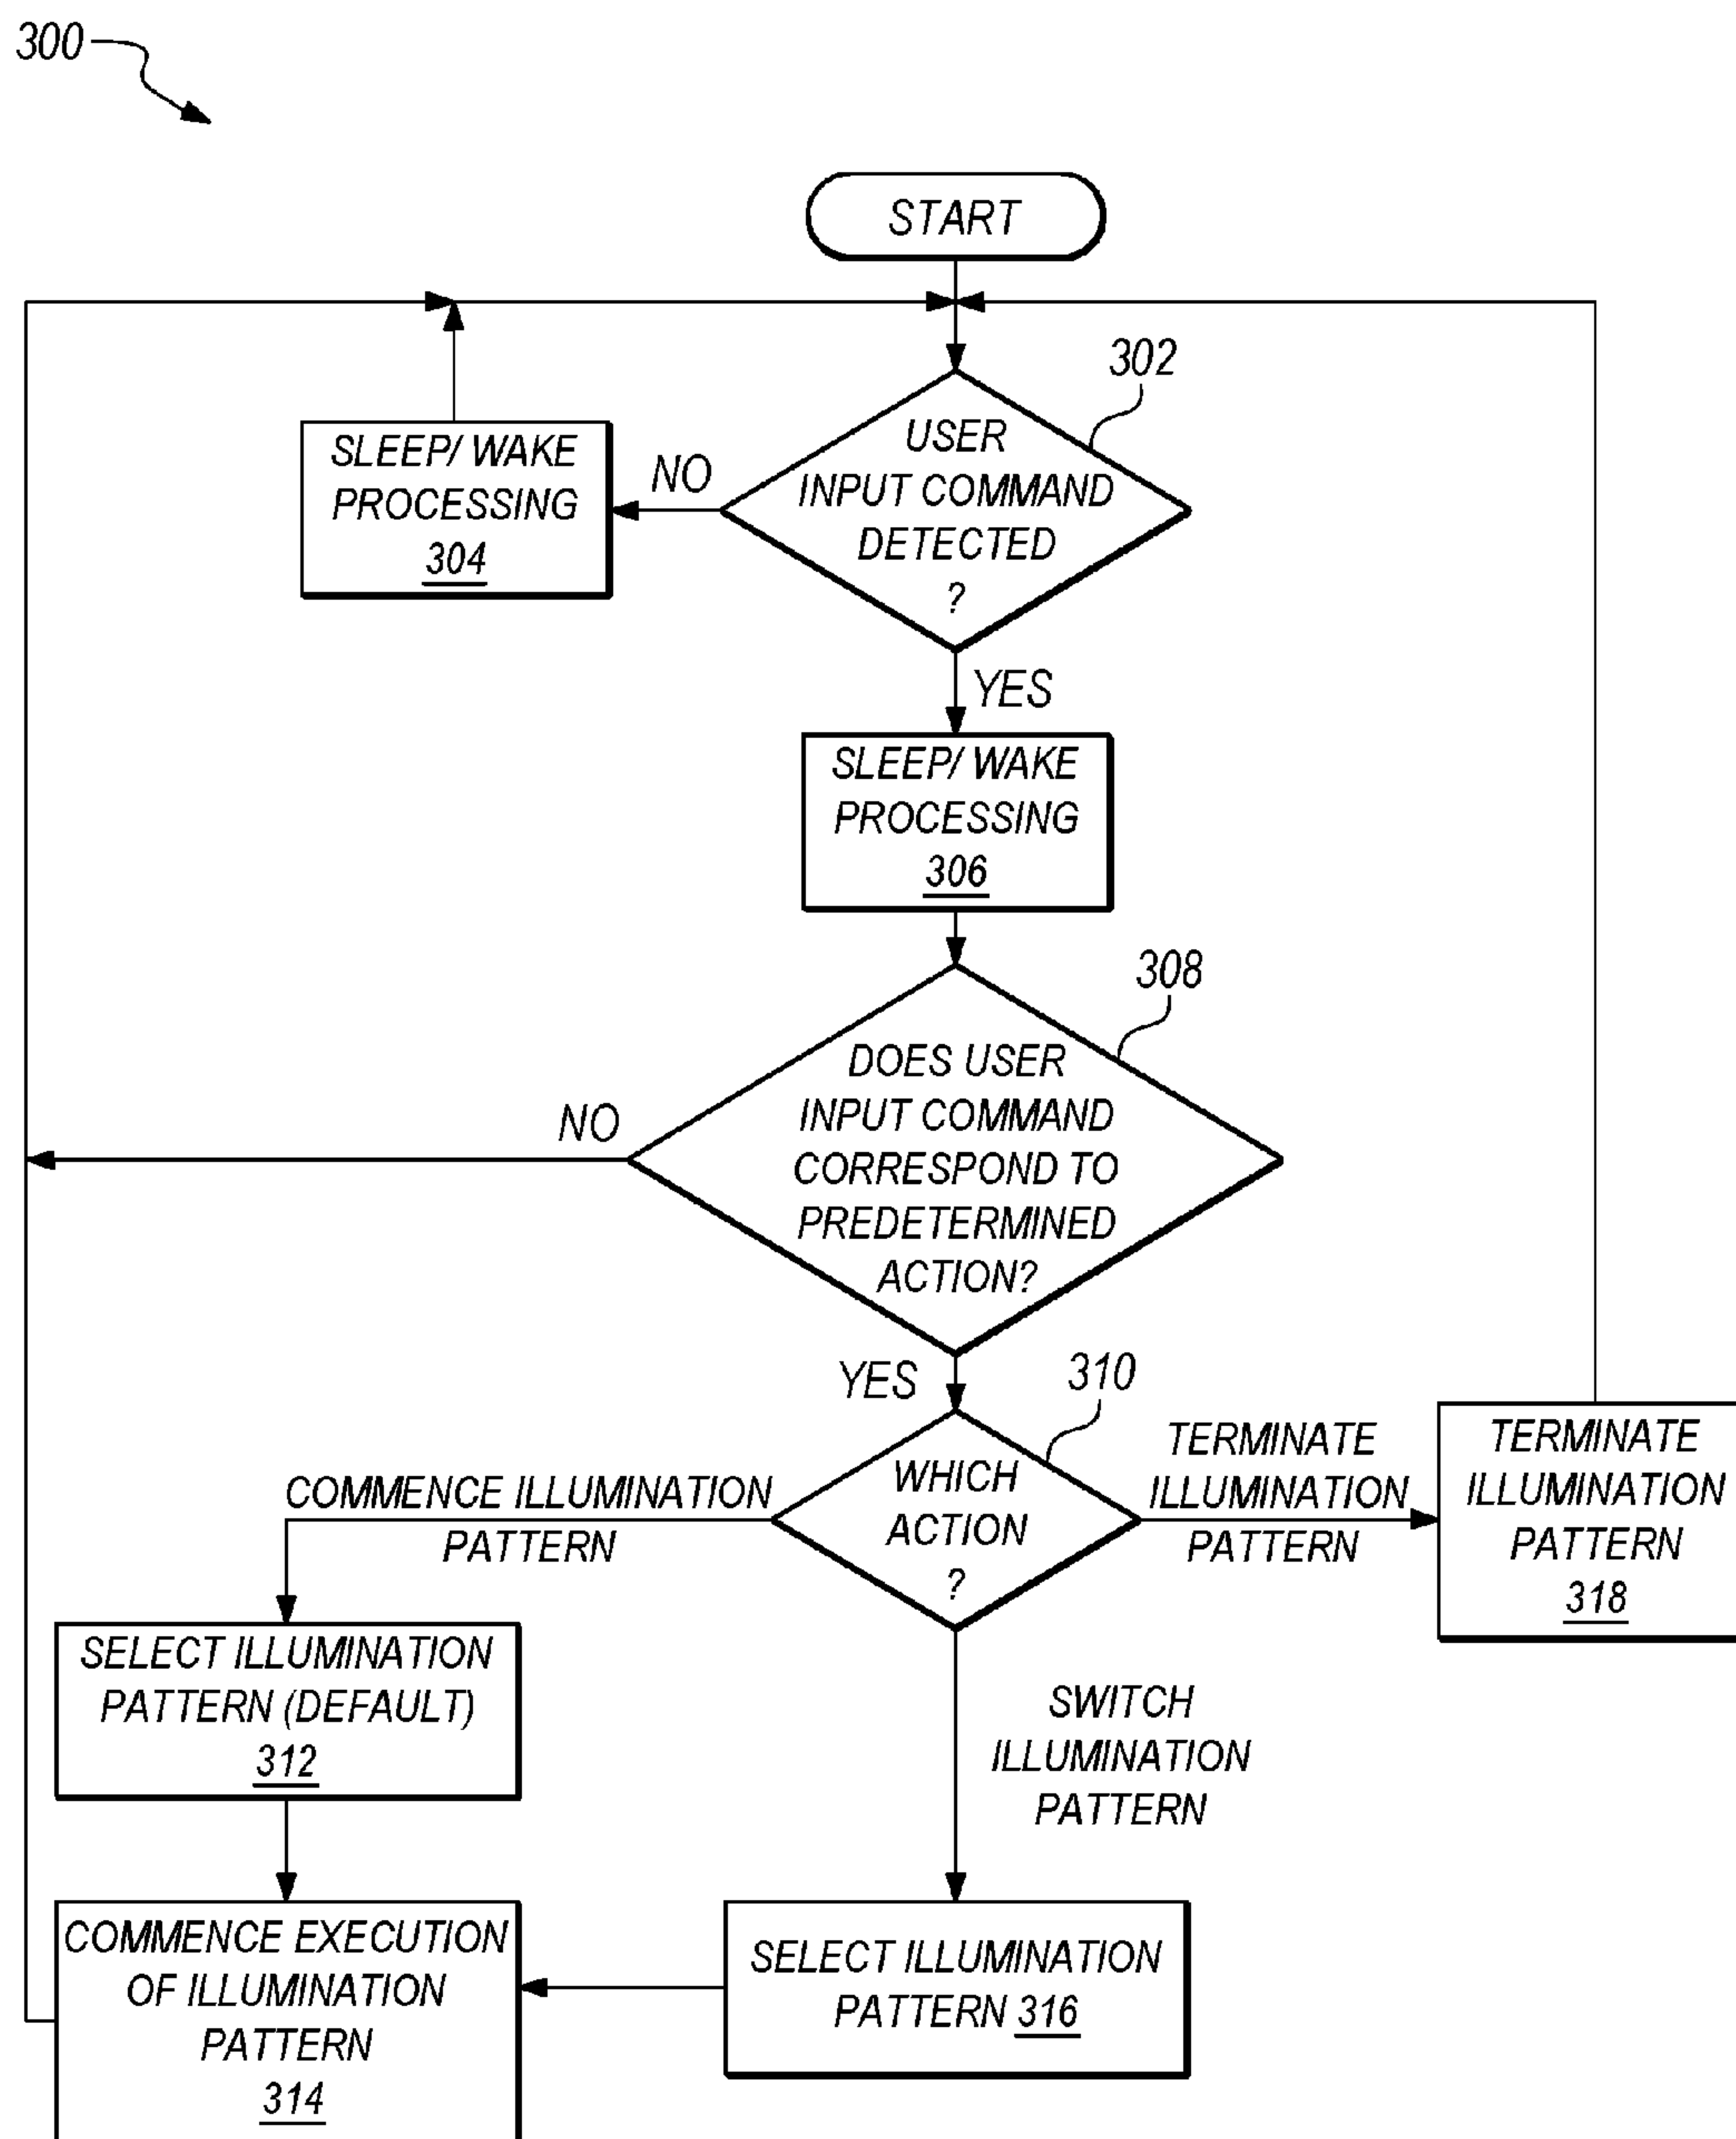 300
START
302
USER
INPUT COMMAND
DETECTED
?
NO
SLEEP/ WAKE
PROCESSING
304
YES
SLEEP/ WAKE
PROCESSING
306
308
DOES USER
INPUT COMMAND
CORRESPOND TO
PREDETERMINED
ACTION?
NO
YES
310
WHICH
ACTION
?
COMMENCE ILLUMINATION
PATTERN
TERMINATE
ILLUMINATION
PATTERN
TERMINATE
ILLUMINATION
PATTERN
318
SELECT ILLUMINATION
PATTERN (DEFAULT)
312
SWITCH
ILLUMINATION
PATTERN
COMMENCE EXECUTION
OF ILLUMINATION
PATTERN
314
SELECT ILLUMINATION
PATTERN 316